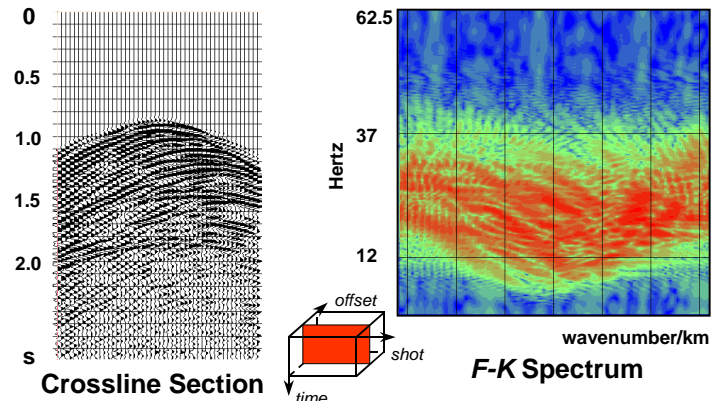 0
0.5
1.0
1.5
2.0
s
Crossline Section
offset
shot
time
62.5
37
12
Hertz
wavenumber/km
F-K Spectrum